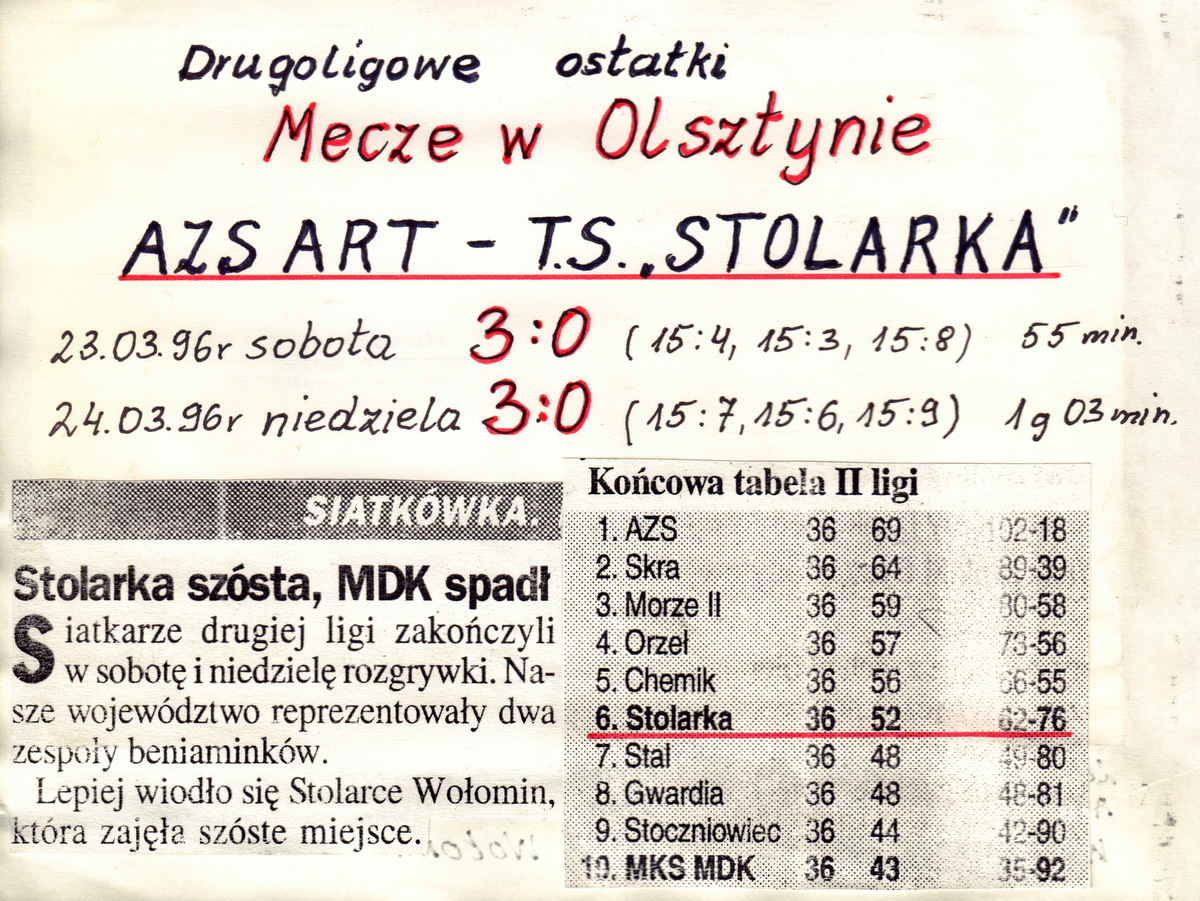 Drugoligowe ostatki
Mecze w Olsztynie
AZS ART - T.S. „STOLARKA"
23.03.96r sobota 3:0 (15:4, 15:3, 15:8) 55 min.
24.03.96r niedziela 3:0 (15:7, 15:6, 15:9) 1g 03 min.
SIATKÓWKA.
Stolarka szósta, MDK spadł
Siatkarze drugiej ligi zakończyli
w sobotę i niedzielę rozgrywki. Na-
sze województwo reprezentowały dwa
zespoły beniaminków.
Lepiej wiodło się Stolarce Wołomin,
która zajęła szóste miejsce.
Końcowa tabela II ligi
1. AZS 36 69 102-18
2. Skra 36 64 89-39
3. Morze II 36 59 80-58
4. Orzeł 36 57 73-56
5. Chemik 36 56 66-55
6. Stolarka 36 52 62-76
7. Stal 36 48 49-80
8. Gwardia 36 48 48-81
9. Stoczniowiec 36 44 42-90
10. MKS MDK 36 43 35-92